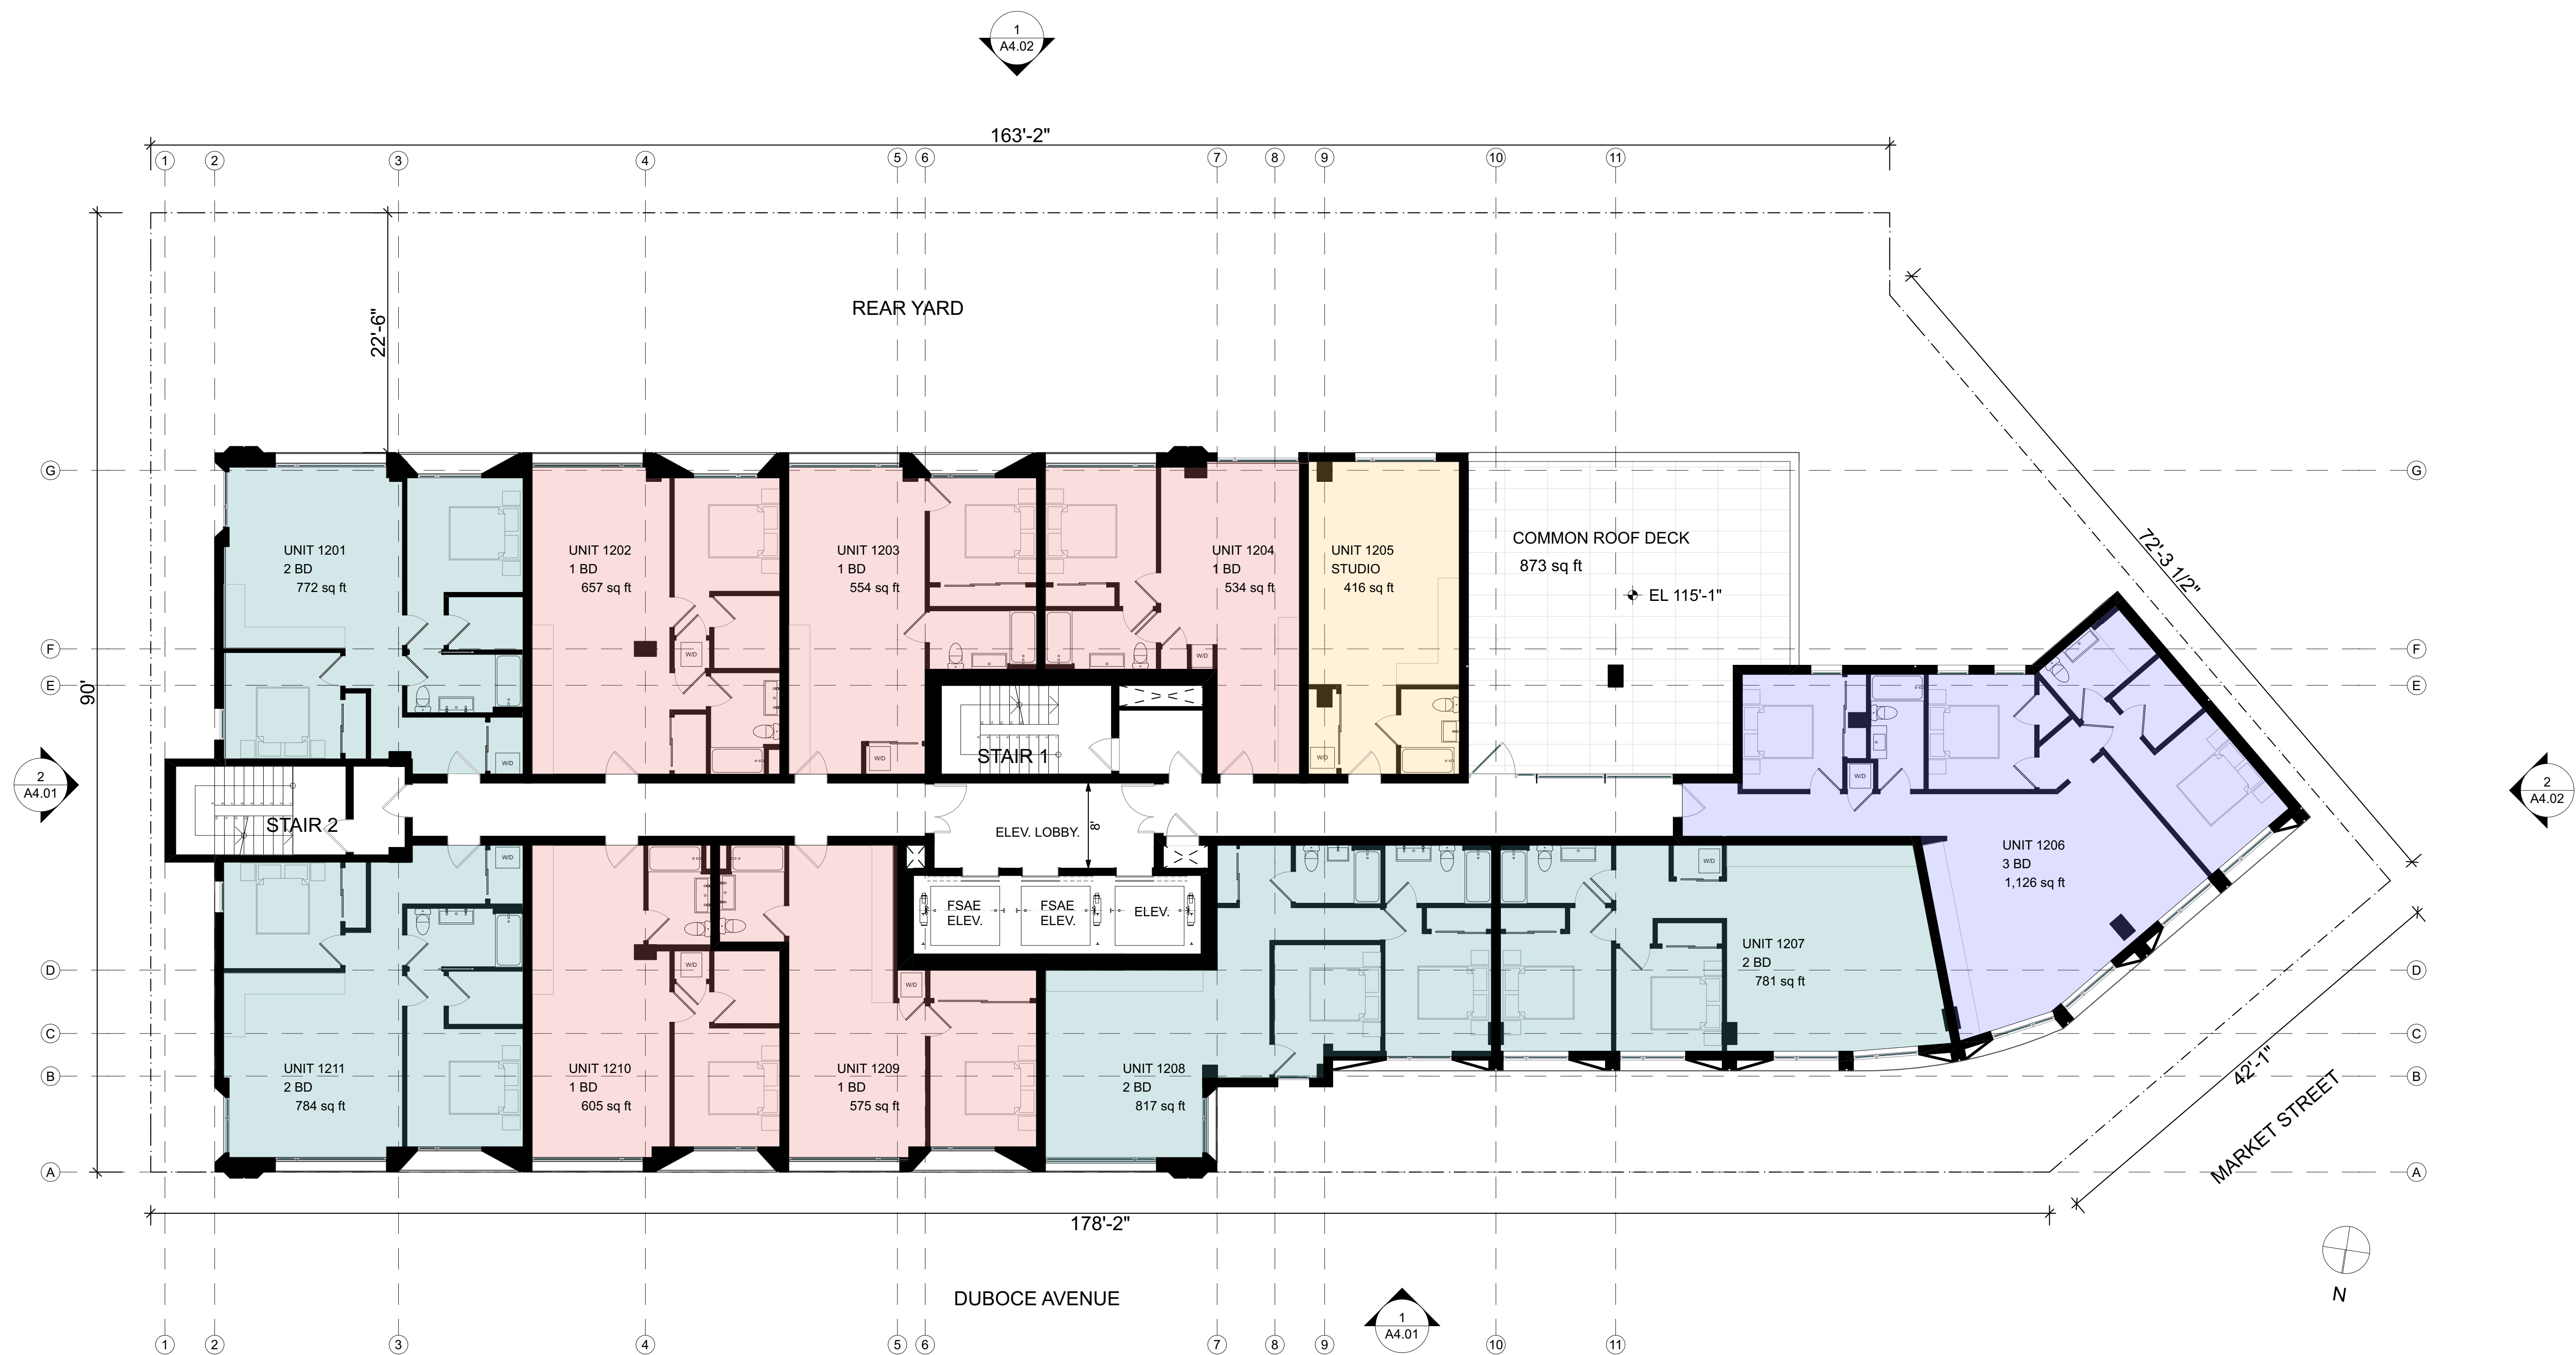 1
A4.02
163'-2"
1
2
3
4
5
6
7
8
9
10
11
REAR YARD
22'-6"
90'
72'-3 1/2"
G
G
UNIT 1201
2 BD
772 sq ft
UNIT 1202
1 BD
657 sq ft
UNIT 1203
1 BD
554 sq ft
UNIT 1204
1 BD
534 sq ft
UNIT 1205
STUDIO
416 sq ft
COMMON ROOF DECK
873 sq ft
EL 115'-1"
F
F
W/D
W/D
E
E
STAIR 1
W/D
W/D
W/D
W/D
2
A4.01
2
A4.02
STAIR 2
ELEV. LOBBY.
8'
UNIT 1206
3 BD
1,126 sq ft
W/D
W/D
FSAE
ELEV.
FSAE
ELEV.
ELEV.
UNIT 1207
2 BD
781 sq ft
D
D
W/D
W/D
C
C
UNIT 1211
2 BD
784 sq ft
UNIT 1210
1 BD
605 sq ft
UNIT 1209
1 BD
575 sq ft
UNIT 1208
2 BD
817 sq ft
B
B
42'-1"
MARKET STREET
A
A
178'-2"
DUBOCE AVENUE
N
1
A4.01
1
2
3
4
5
6
7
8
9
10
11